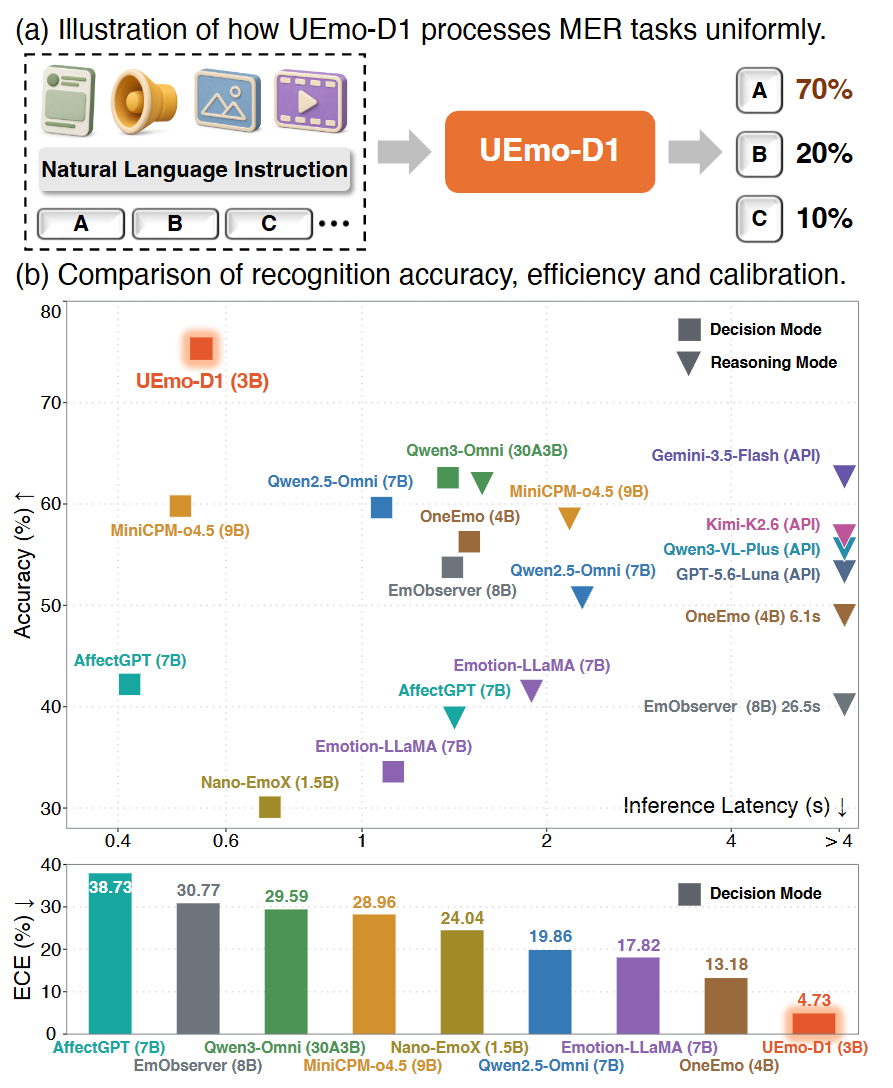 (a) Illustration of how UEmo-D1 processes MER tasks uniformly.
Natural Language Instruction
A B C •••
UEmo-D1
A 70%
B 20%
C 10%
(b) Comparison of recognition accuracy, efficiency and calibration.
Accuracy (%) ↑
80
70
60
50
40
30
Decision Mode
Reasoning Mode
UEmo-D1 (3B)
Qwen3-Omni (30A3B)
Gemini-3.5-Flash (API)
Qwen2.5-Omni (7B)
MiniCPM-o4.5 (9B)
OneEmo (4B)
MiniCPM-o4.5 (9B)
Kimi-K2.6 (API)
Qwen3-VL-Plus (API)
GPT-5.6-Luna (API)
Qwen2.5-Omni (7B)
EmObserver (8B)
OneEmo (4B) 6.1s
AffectGPT (7B)
Emotion-LLaMA (7B)
AffectGPT (7B)
EmObserver (8B) 26.5s
Emotion-LLaMA (7B)
Nano-EmoX (1.5B)
Inference Latency (s) ↓
0.4 0.6 1 2 4 > 4
ECE (%) ↓
40
30
20
10
0
Decision Mode
38.73 30.77 29.59 28.96 24.04 19.86 17.82 13.18 4.73
AffectGPT (7B) Qwen3-Omni (30A3B) Nano-EmoX (1.5B) Emotion-LLaMA (7B) UEmo-D1 (3B)
EmObserver (8B) MiniCPM-o4.5 (9B) Qwen2.5-Omni (7B) OneEmo (4B)